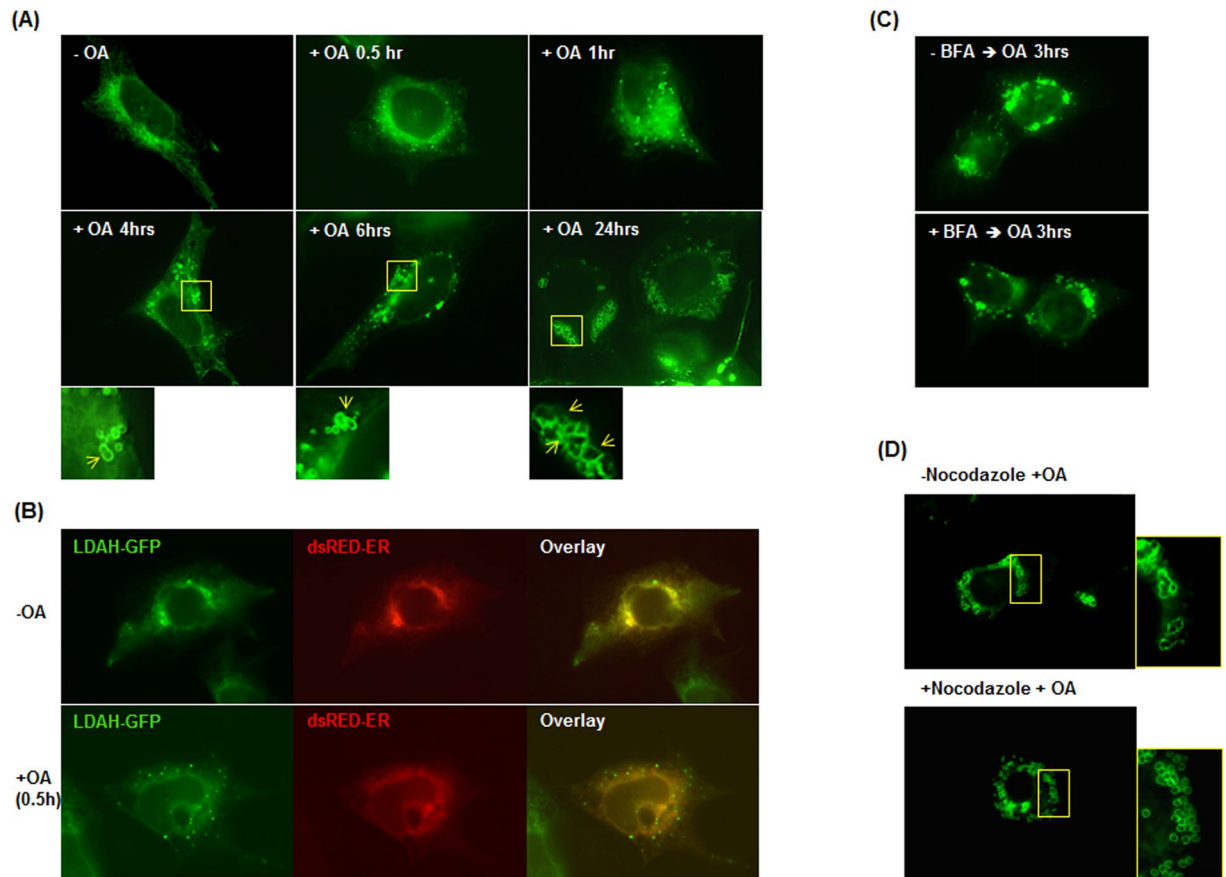 (A)
- OA
+ OA 0.5 hr
+ OA 1hr
+ OA 4hrs
+ OA 6hrs
+ OA 24hrs
(B)
LDAH-GFP
dsRED-ER
Overlay
-OA
LDAH-GFP
dsRED-ER
Overlay
+OA
(0.5h)
(C)
- BFA ➔ OA 3hrs
+ BFA ➔ OA 3hrs
(D)
-Nocodazole +OA
+Nocodazole + OA